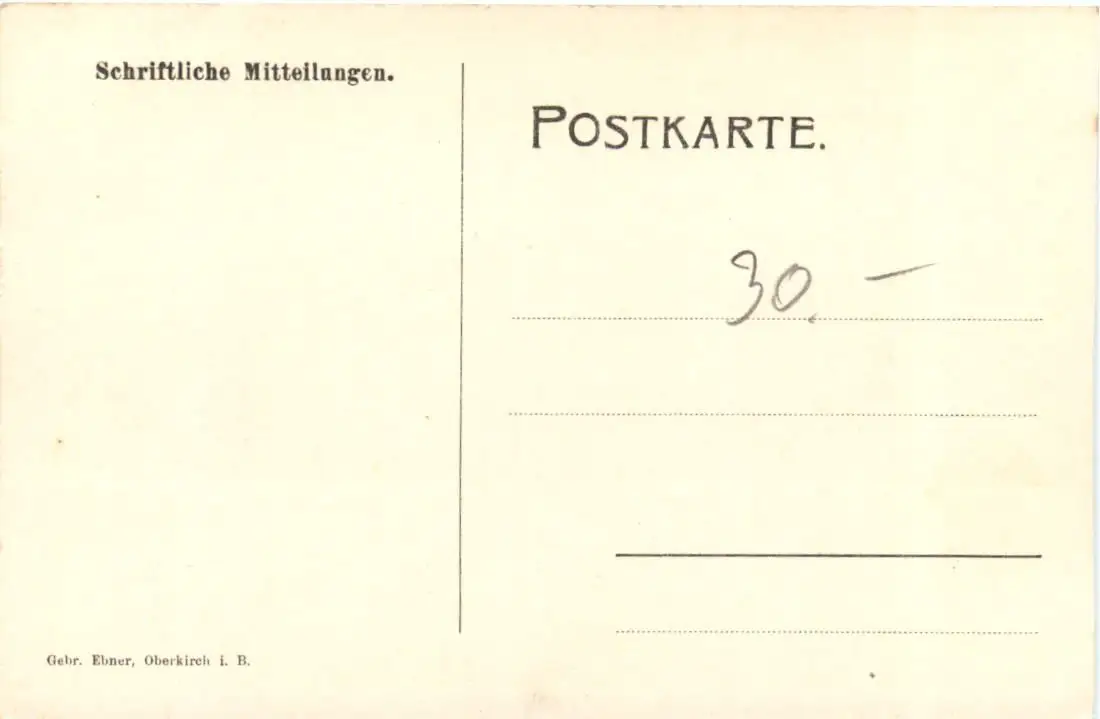 Schriftliche Mitteilungen.
POSTKARTE.
30.—
Gebr. Ebner, Oberkirch i. B.